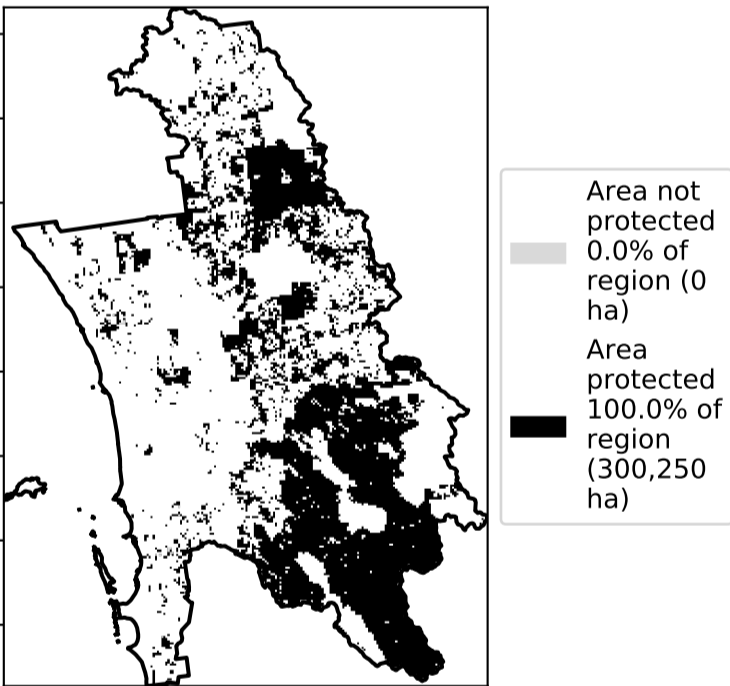 Area not
protected
0.0% of
region (0
ha)
Area
protected
100.0% of
region
(300,250
ha)